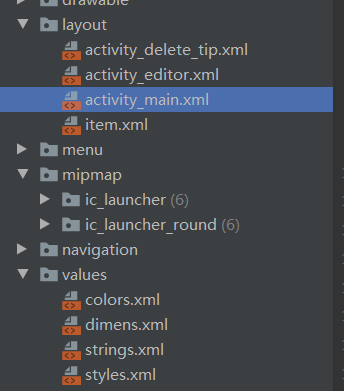 drawable
layout
activity_delete_tip.xml
activity_editor.xml
activity_main.xml
item.xml
menu
mipmap
ic_launcher (6)
ic_launcher_round (6)
navigation
values
colors.xml
dimens.xml
strings.xml
styles.xml